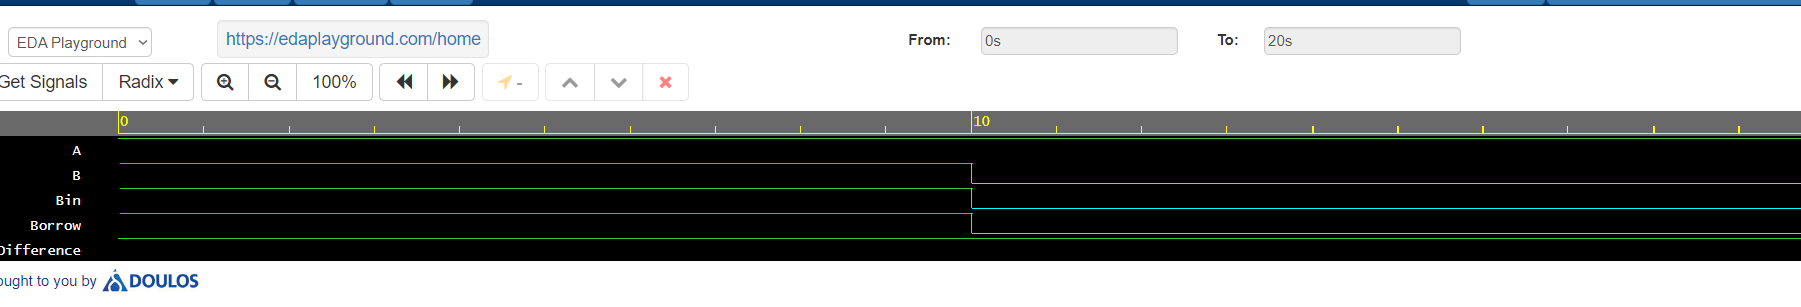 EDA Playground
https://edaplayground.com/home
From:
0s
To:
20s
Get Signals
Radix
100%
-
0
10
A
B
Bin
Borrow
Difference
ought to you by DOULOS